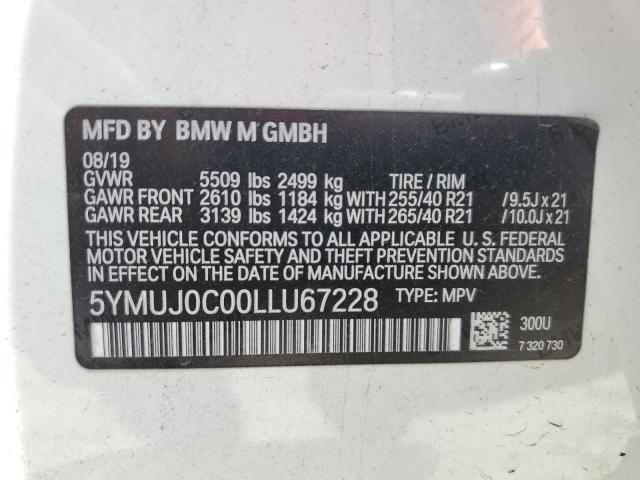 MFD BY BMW M GMBH
08/19
GVWR 5509 lbs 2499 kg TIRE / RIM
GAWR FRONT 2610 lbs 1184 kg WITH 255/40 R21 /9.5J x 21
GAWR REAR 3139 lbs 1424 kg WITH 265/40 R21 /10.0J x 21
THIS VEHICLE CONFORMS TO ALL APPLICABLE U. S. FEDERAL
MOTOR VEHICLE SAFETY AND THEFT PREVENTION STANDARDS
IN EFFECT ON THE DATE OF MANUFACTURE SHOWN ABOVE.
5YMUJ0C00LLU67228 TYPE: MPV
300U
7 320 730